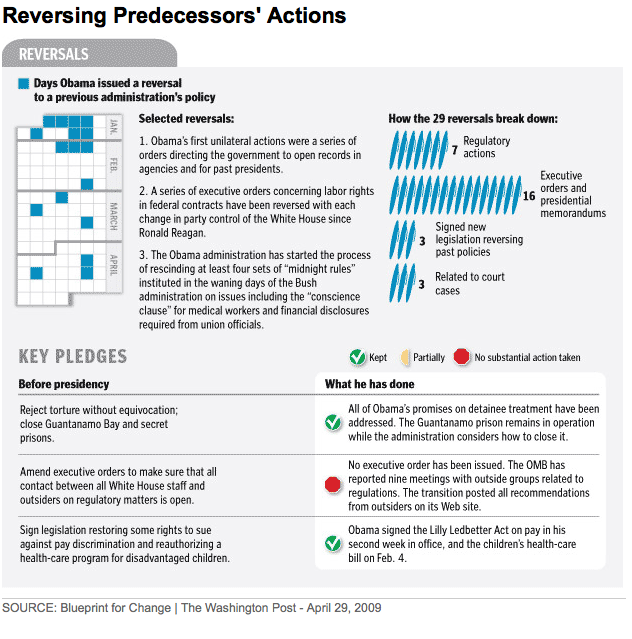 Reversing Predecessors' Actions
REVERSALS
Days Obama issued a reversal
to a previous administration's policy
JAN.
FEB.
MARCH
APRIL
Selected reversals:
1. Obama's first unilateral actions were a series of
orders directing the government to open records in
agencies and for past presidents.
2. A series of executive orders concerning labor rights
in federal contracts have been reversed with each
change in party control of the White House since
Ronald Reagan.
3. The Obama administration has started the process
of rescinding at least four sets of “midnight rules”
instituted in the waning days of the Bush
administration on issues including the “conscience
clause” for medical workers and financial disclosures
required from union officials.
How the 29 reversals break down:
7 Regulatory
actions
16 Executive
orders and
presidential
memorandums
3 Signed new
legislation reversing
past policies
3 Related to court
cases
KEY PLEDGES
Kept Partially No substantial action taken
Before presidency
What he has done
Reject torture without equivocation;
close Guantanamo Bay and secret
prisons.
All of Obama's promises on detainee treatment have been
addressed. The Guantanamo prison remains in operation
while the administration considers how to close it.
Amend executive orders to make sure that all
contact between all White House staff and
outsiders on regulatory matters is open.
No executive order has been issued. The OMB has
reported nine meetings with outside groups related to
regulations. The transition posted all recommendations
from outsiders on its Web site.
Sign legislation restoring some rights to sue
against pay discrimination and reauthorizing a
health-care program for disadvantaged children.
Obama signed the Lilly Ledbetter Act on pay in his
second week in office, and the children's health-care
bill on Feb. 4.
SOURCE: Blueprint for Change | The Washington Post - April 29, 2009